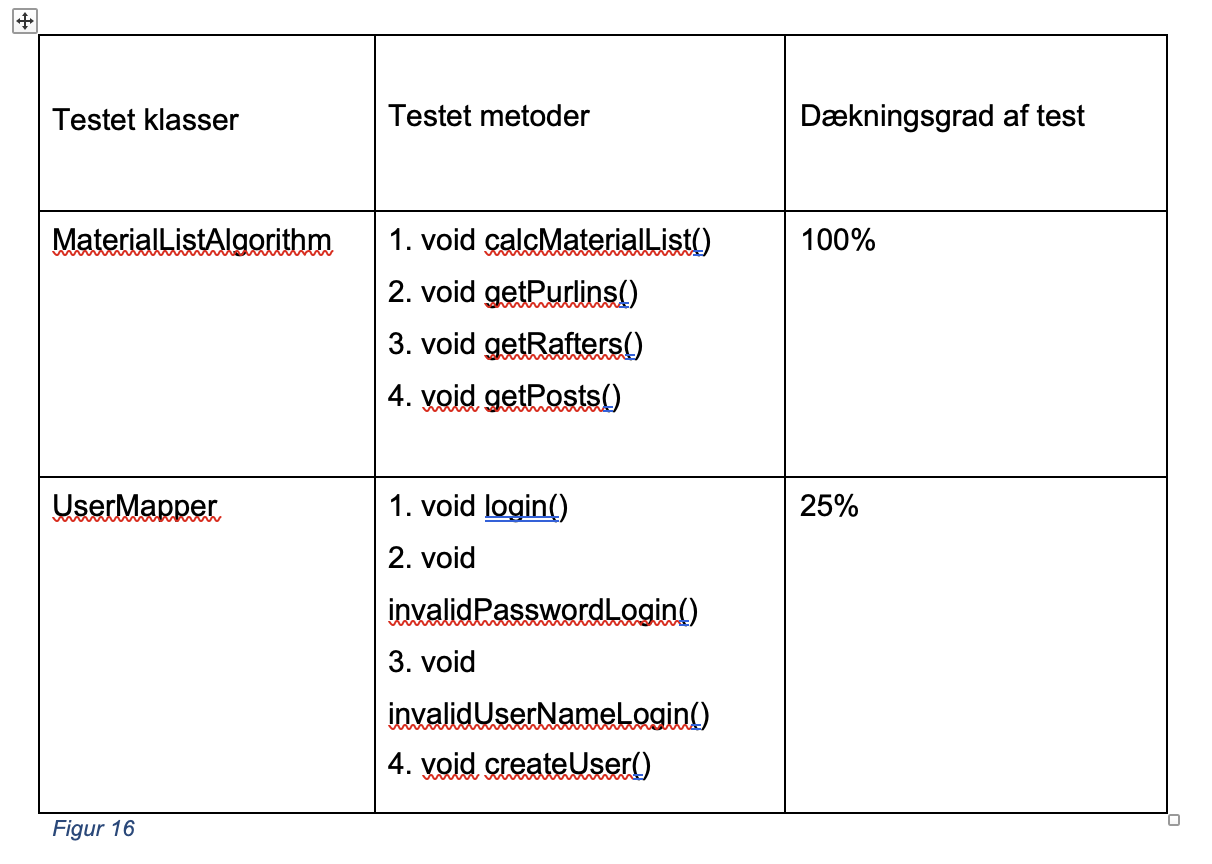 Testet klasser
Testet metoder
Dækningsgrad af test
MaterialListAlgorithm
1. void calcMaterialList()
2. void getPurlins()
3. void getRafters()
4. void getPosts()
100%
UserMapper
1. void login()
2. void
invalidPasswordLogin()
3. void
invalidUserNameLogin()
4. void createUser()
25%
Figur 16